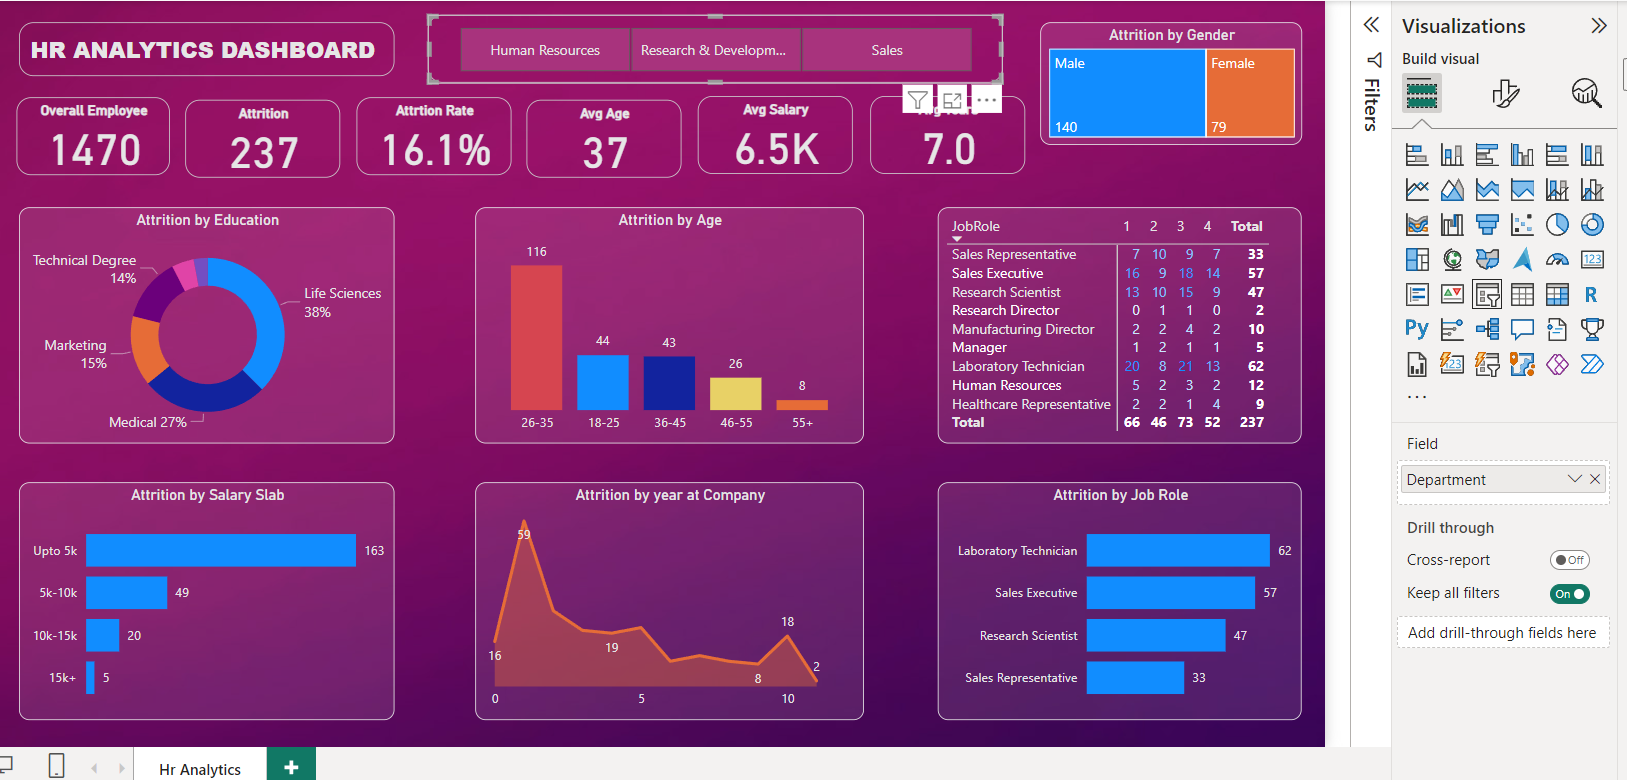 HR ANALYTICS DASHBOARD
Human Resources
Research & Developm...
Sales
Attrition by Gender
Male
140
Female
79
Overall Employee
1470
Attrition
237
Attrtion Rate
16.1%
Avg Age
37
Avg Salary
6.5K
7.0
Attrition by Education
Technical Degree
14%
Life Sciences
38%
Marketing
15%
Medical 27%
Attrition by Age
116
44
43
26
8
26-35 18-25 36-45 46-55 55+
JobRole 1 2 3 4 Total
Sales Representative 7 10 9 7 33
Sales Executive 16 9 18 14 57
Research Scientist 13 10 15 9 47
Research Director 0 1 1 0 2
Manufacturing Director 2 2 4 2 10
Manager 1 2 1 1 5
Laboratory Technician 20 8 21 13 62
Human Resources 5 2 3 2 12
Healthcare Representative 2 2 1 4 9
Total 66 46 73 52 237
Attrition by Salary Slab
Upto 5k 163
5k-10k 49
10k-15k 20
15k+ 5
Attrition by year at Company
59
16
19
18
8
2
0 5 10
Attrition by Job Role
Laboratory Technician 62
Sales Executive 57
Research Scientist 47
Sales Representative 33
Hr Analytics
+
Filters
Visualizations
Build visual
123
R
Py
123
...
Field
Department
Drill through
Cross-report Off
Keep all filters On
Add drill-through fields here